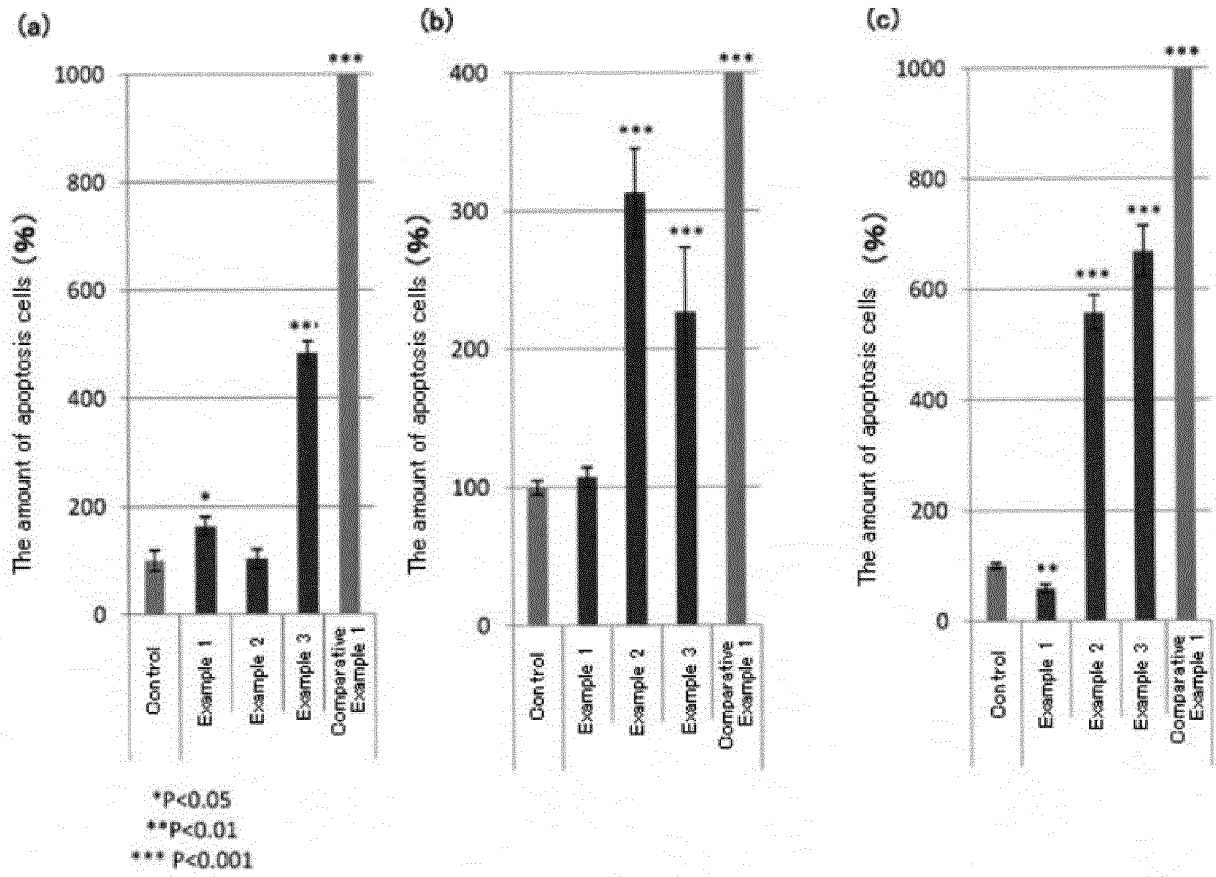 (a)
The amount of apoptosis cells (%)
1000
800
600
400
200
0
***
*
***
Control
Example 1
Example 2
Example 3
Comparative
Example 1
*P<0.05
**P<0.01
*** P<0.001
(b)
The amount of apoptosis cells (%)
400
300
200
100
0
***
***
***
Control
Example 1
Example 2
Example 3
Comparative
Example 1
(c)
The amount of apoptosis cells (%)
1000
800
600
400
200
0
***
***
***
**
Control
Example 1
Example 2
Example 3
Comparative
Example 1